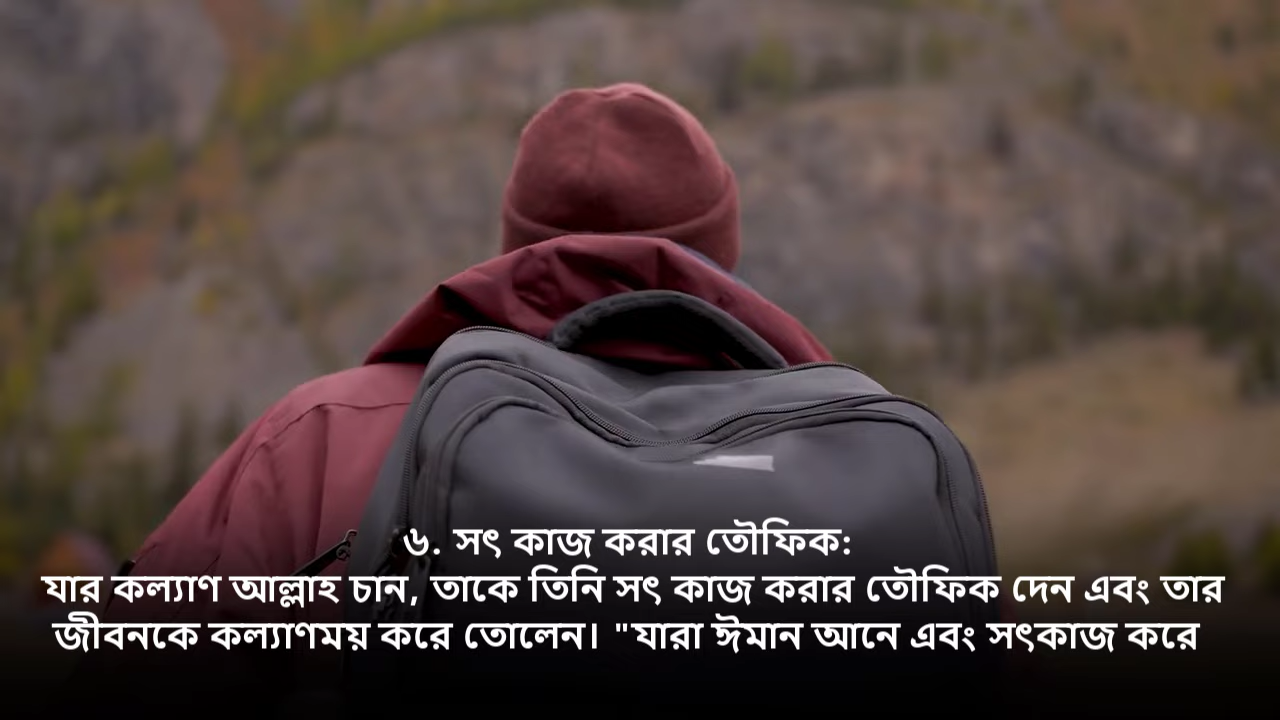 ৬. সৎ কাজ করার তৌফিক:
যার কল্যাণ আল্লাহ চান, তাকে তিনি সৎ কাজ করার তৌফিক দেন এবং তার
জীবনকে কল্যাণময় করে তোলেন। "যারা ঈমান আনে এবং সৎকাজ করে